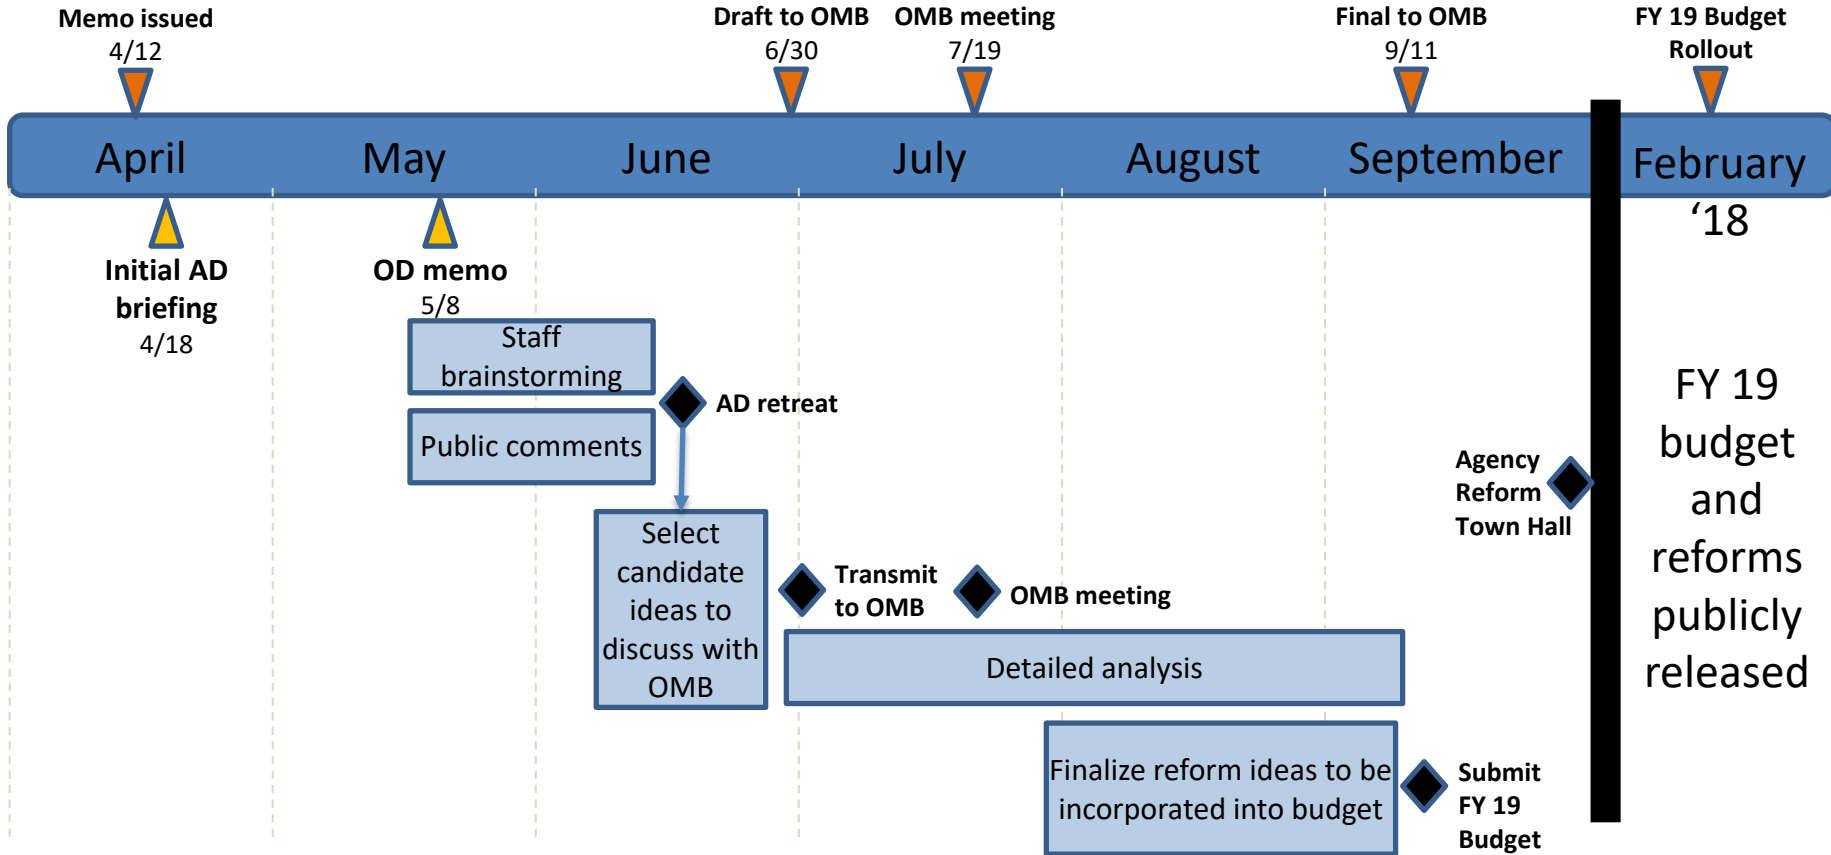 Memo issued
4/12
Draft to OMB
6/30
OMB meeting
7/19
Final to OMB
9/11
FY 19 Budget
Rollout
April
May
June
July
August
September
February
‘18
Initial AD
briefing
4/18
OD memo
5/8
Staff
brainstorming
Public comments
AD retreat
Select
candidate
ideas to
discuss with
OMB
Transmit
to OMB
OMB meeting
Detailed analysis
Finalize reform ideas to be
incorporated into budget
Submit
FY 19
Budget
Agency
Reform
Town Hall
FY 19
budget
and
reforms
publicly
released